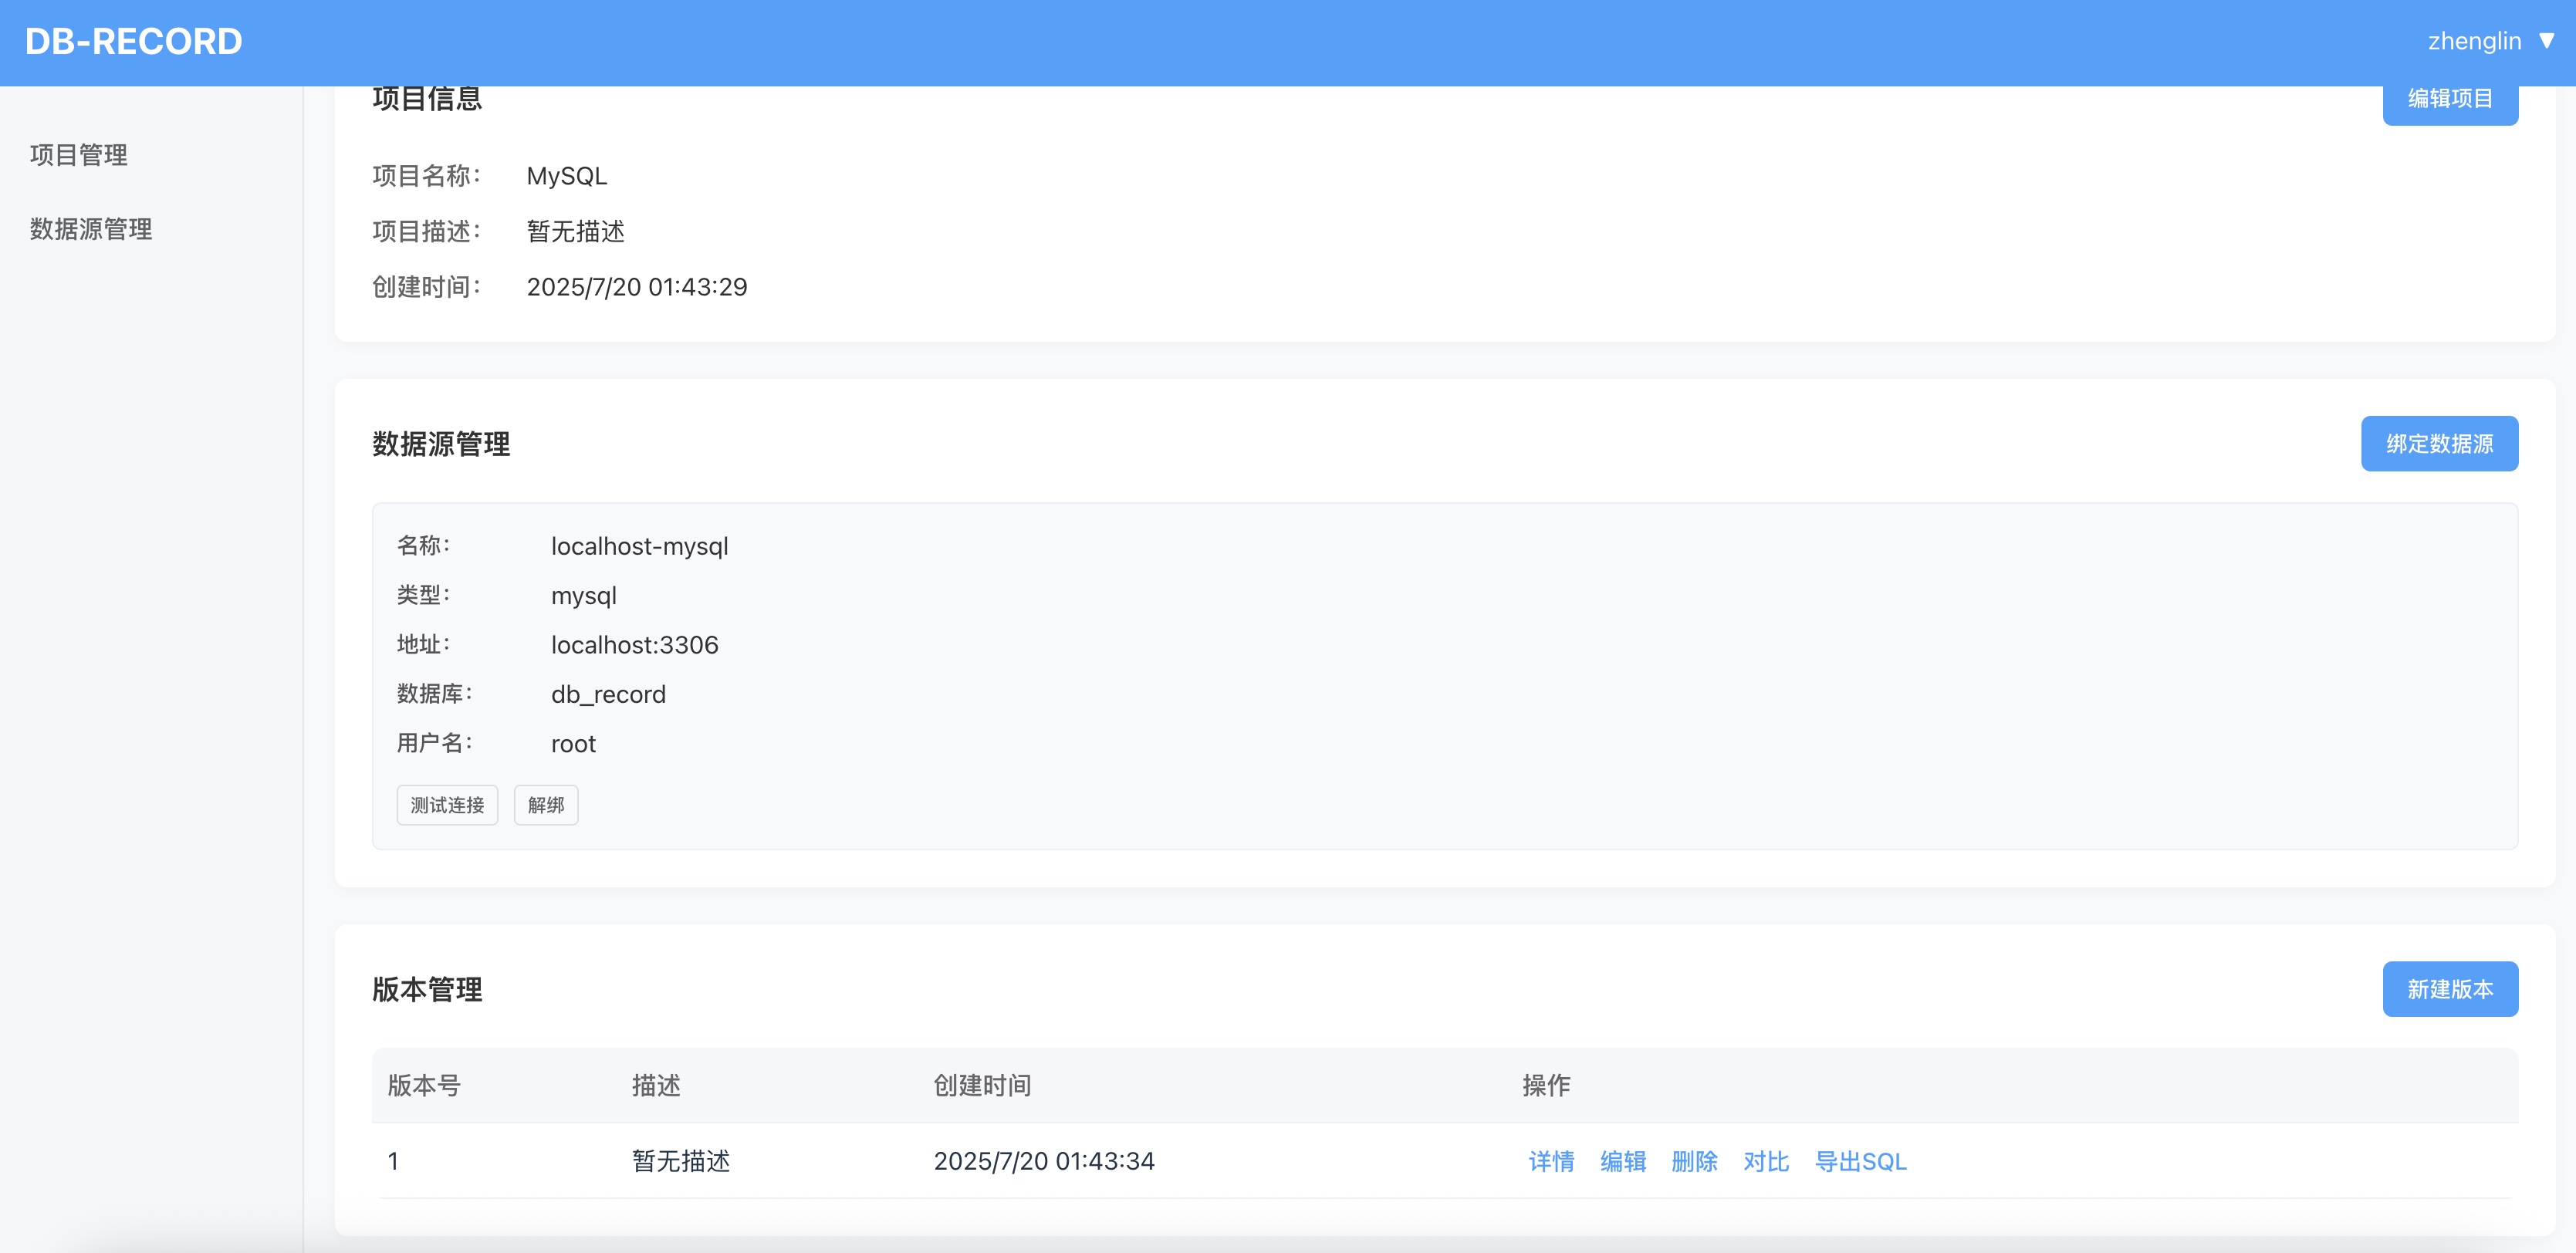 DB-RECORD
zhenglin ▼
项目管理
数据源管理
项目信息
编辑项目
项目名称： MySQL
项目描述： 暂无描述
创建时间： 2025/7/20 01:43:29
数据源管理
绑定数据源
名称： localhost-mysql
类型： mysql
地址： localhost:3306
数据库： db_record
用户名： root
测试连接 解绑
版本管理
新建版本
版本号 描述 创建时间 操作
1 暂无描述 2025/7/20 01:43:34 详情 编辑 删除 对比 导出SQL